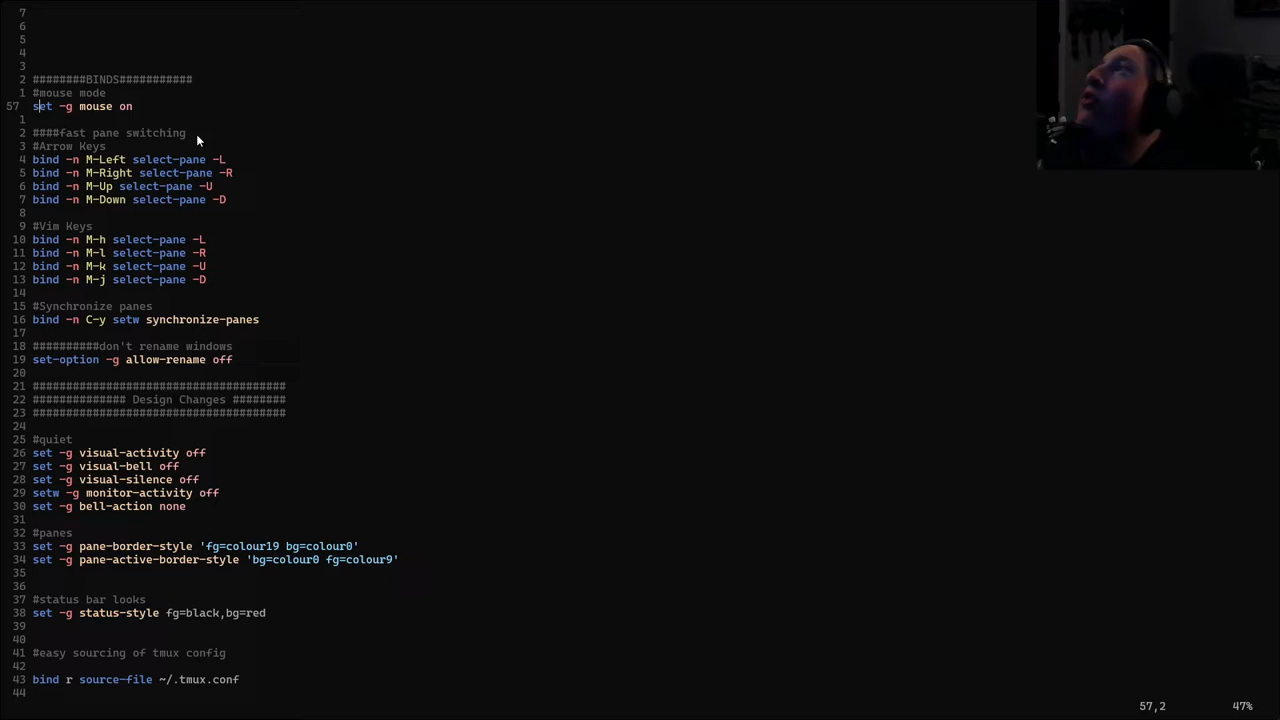 7
6
5
4
3
2 ########BINDS###########
1 #mouse mode
57 set -g mouse on
1
2 ####fast pane switching
3 #Arrow Keys
4 bind -n M-Left select-pane -L
5 bind -n M-Right select-pane -R
6 bind -n M-Up select-pane -U
7 bind -n M-Down select-pane -D
8
9 #Vim Keys
10 bind -n M-h select-pane -L
11 bind -n M-l select-pane -R
12 bind -n M-k select-pane -U
13 bind -n M-j select-pane -D
14
15 #Synchronize panes
16 bind -n C-y setw synchronize-panes
17
18 ##########don't rename windows
19 set-option -g allow-rename off
20
21 ######################################
22 ############## Design Changes ########
23 ######################################
24
25 #quiet
26 set -g visual-activity off
27 set -g visual-bell off
28 set -g visual-silence off
29 setw -g monitor-activity off
30 set -g bell-action none
31
32 #panes
33 set -g pane-border-style 'fg=colour19 bg=colour0'
34 set -g pane-active-border-style 'bg=colour0 fg=colour9'
35
36
37 #status bar looks
38 set -g status-style fg=black,bg=red
39
40
41 #easy sourcing of tmux config
42
43 bind r source-file ~/.tmux.conf
44
57,2 47%